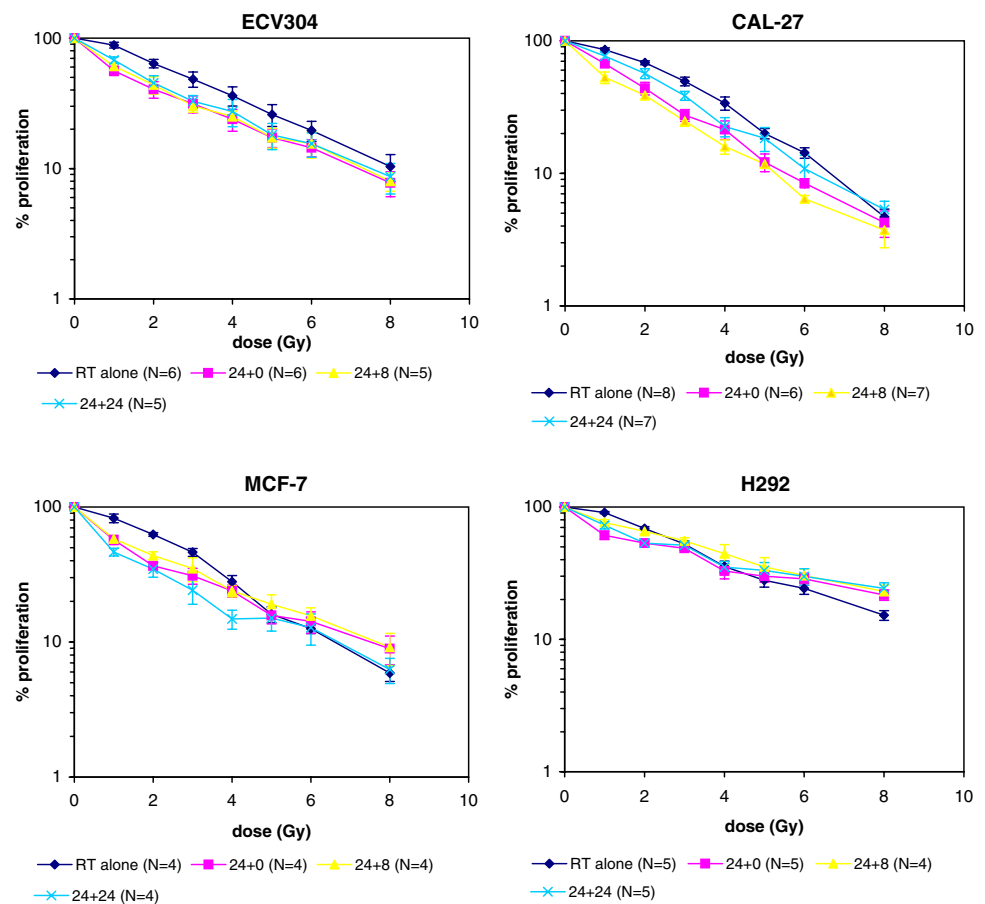 ECV304
100
10
1
% proliferation
0 2 4 6 8 10
dose (Gy)
RT alone (N=6) 24+0 (N=6) 24+8 (N=5)
24+24 (N=5)
CAL-27
100
10
1
% proliferation
0 2 4 6 8 10
dose (Gy)
RT alone (N=8) 24+0 (N=6) 24+8 (N=7)
24+24 (N=7)
MCF-7
100
10
1
% proliferation
0 2 4 6 8 10
dose (Gy)
RT alone (N=4) 24+0 (N=4) 24+8 (N=4)
24+24 (N=4)
H292
100
10
1
% proliferation
0 2 4 6 8 10
dose (Gy)
RT alone (N=5) 24+0 (N=5) 24+8 (N=4)
24+24 (N=5)